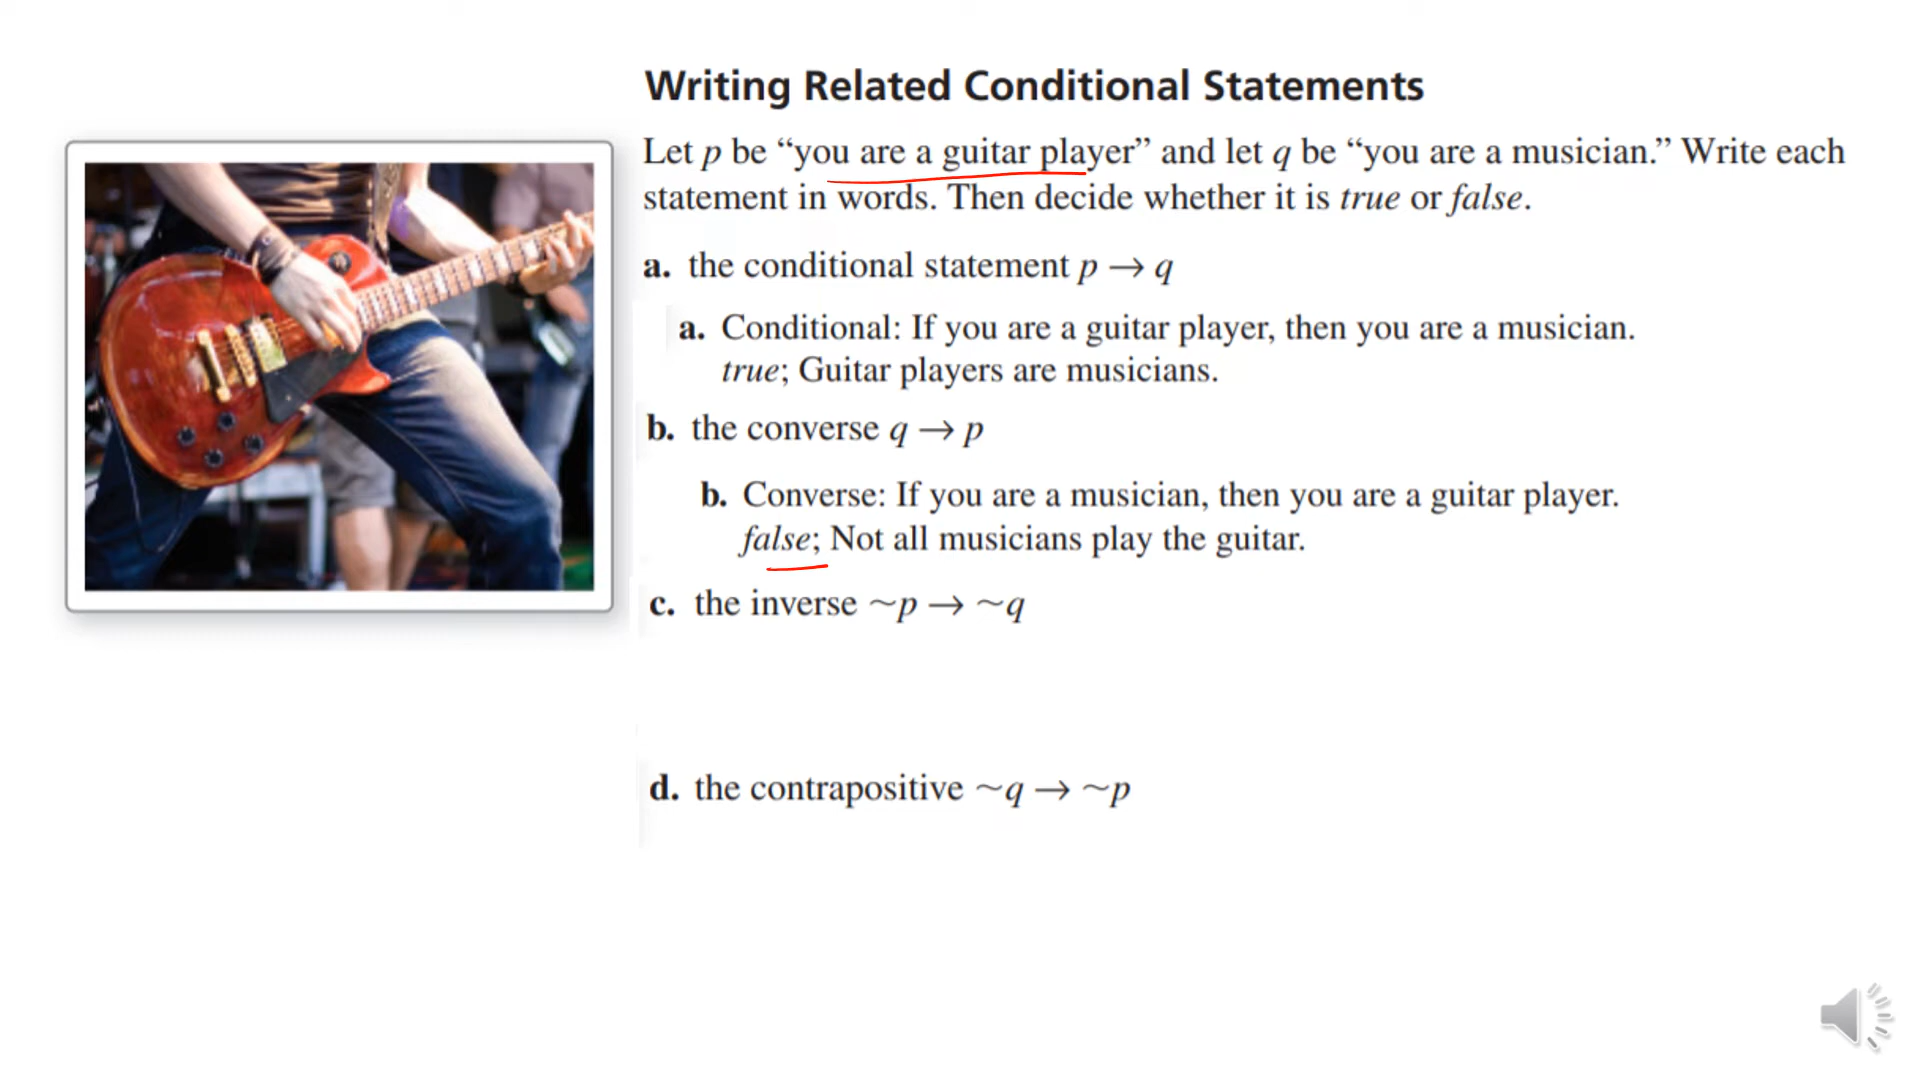 Writing Related Conditional Statements
Let p be “you are a guitar player” and let q be “you are a musician.” Write each
statement in words. Then decide whether it is true or false.
a. the conditional statement p → q
a. Conditional: If you are a guitar player, then you are a musician.
true; Guitar players are musicians.
b. the converse q → p
b. Converse: If you are a musician, then you are a guitar player.
false; Not all musicians play the guitar.
c. the inverse ∼p → ∼q
d. the contrapositive ∼q → ∼p